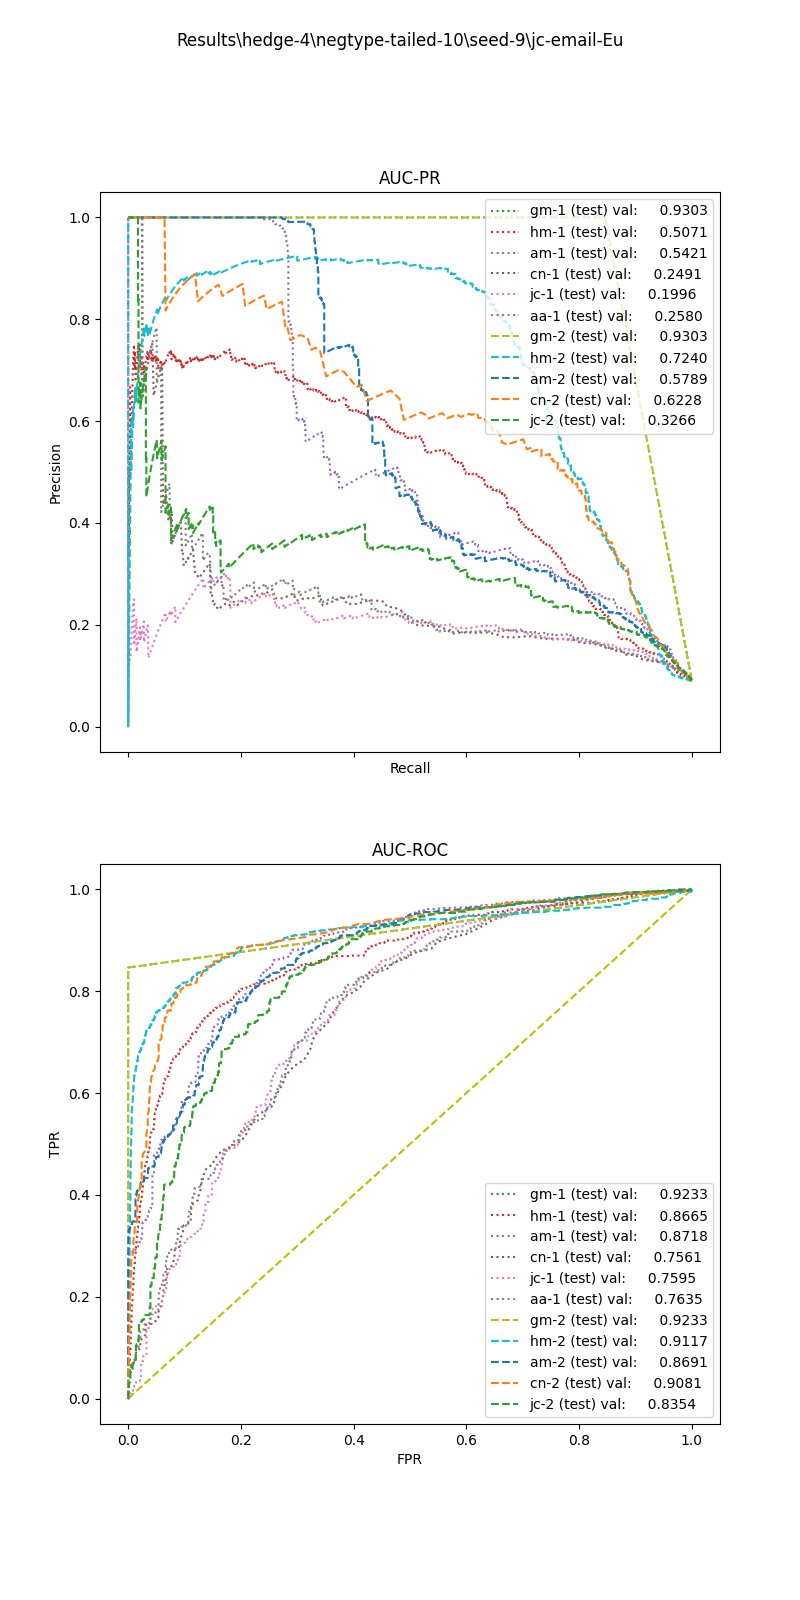 Results\hedge-4\negtype-tailed-10\seed-9\jc-email-Eu
AUC-PR
1.0
0.8
0.6
0.4
0.2
0.0
Precision
Recall
gm-1 (test) val: 0.9303
hm-1 (test) val: 0.5071
am-1 (test) val: 0.5421
cn-1 (test) val: 0.2491
jc-1 (test) val: 0.1996
aa-1 (test) val: 0.2580
gm-2 (test) val: 0.9303
hm-2 (test) val: 0.7240
am-2 (test) val: 0.5789
cn-2 (test) val: 0.6228
jc-2 (test) val: 0.3266
AUC-ROC
1.0
0.8
0.6
0.4
0.2
0.0
TPR
gm-1 (test) val: 0.9233
hm-1 (test) val: 0.8665
am-1 (test) val: 0.8718
cn-1 (test) val: 0.7561
jc-1 (test) val: 0.7595
aa-1 (test) val: 0.7635
gm-2 (test) val: 0.9233
hm-2 (test) val: 0.9117
am-2 (test) val: 0.8691
cn-2 (test) val: 0.9081
jc-2 (test) val: 0.8354
0.0 0.2 0.4 0.6 0.8 1.0
FPR